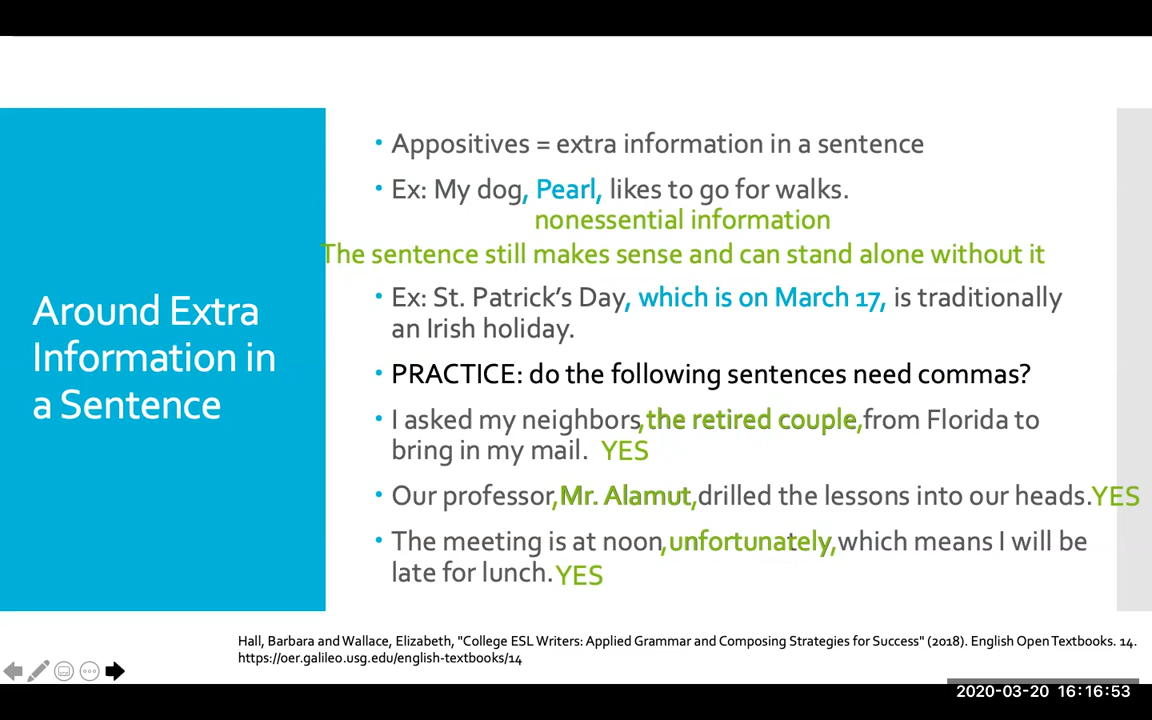 Around Extra
Information in
a Sentence
• Appositives = extra information in a sentence
• Ex: My dog, Pearl, likes to go for walks.
nonessential information
The sentence still makes sense and can stand alone without it
• Ex: St. Patrick’s Day, which is on March 17, is traditionally
an Irish holiday.
• PRACTICE: do the following sentences need commas?
• I asked my neighbors,the retired couple,from Florida to
bring in my mail. YES
• Our professor,Mr. Alamut,drilled the lessons into our heads.YES
• The meeting is at noon,unfortunately,which means I will be
late for lunch.YES
Hall, Barbara and Wallace, Elizabeth, "College ESL Writers: Applied Grammar and Composing Strategies for Success" (2018). English Open Textbooks. 14.
https://oer.galileo.usg.edu/english-textbooks/14
2020-03-20 16:16:53